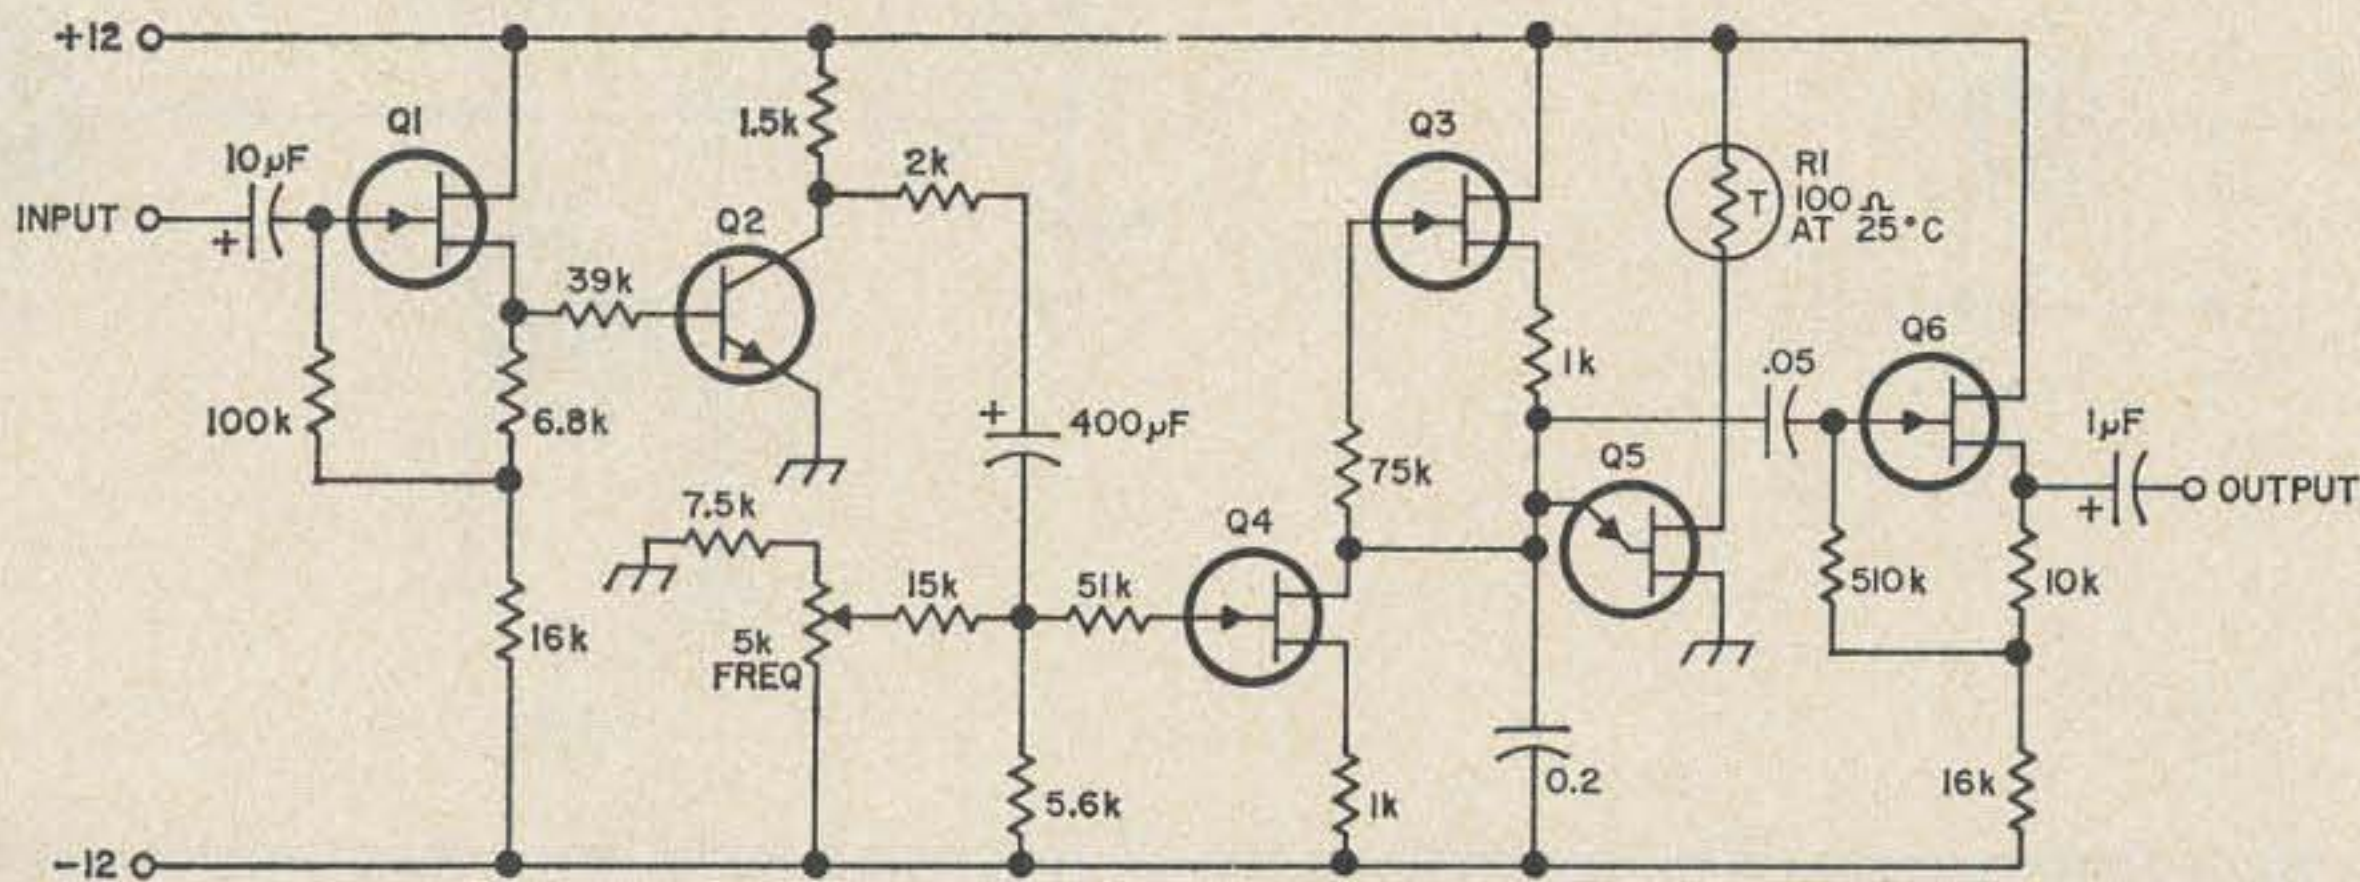 +12
Q1
1.5k
Q3
10µF
2k
R1
100 Ω
AT 25°C
T
INPUT
+
Q2
39k
Q6
1k
.05
100k
6.8k
+
400µF
1µF
75k
Q5
+
OUTPUT
7.5k
Q4
15k
51k
510k
10k
16k
5k
FREQ
5.6k
1k
0.2
16k
-12